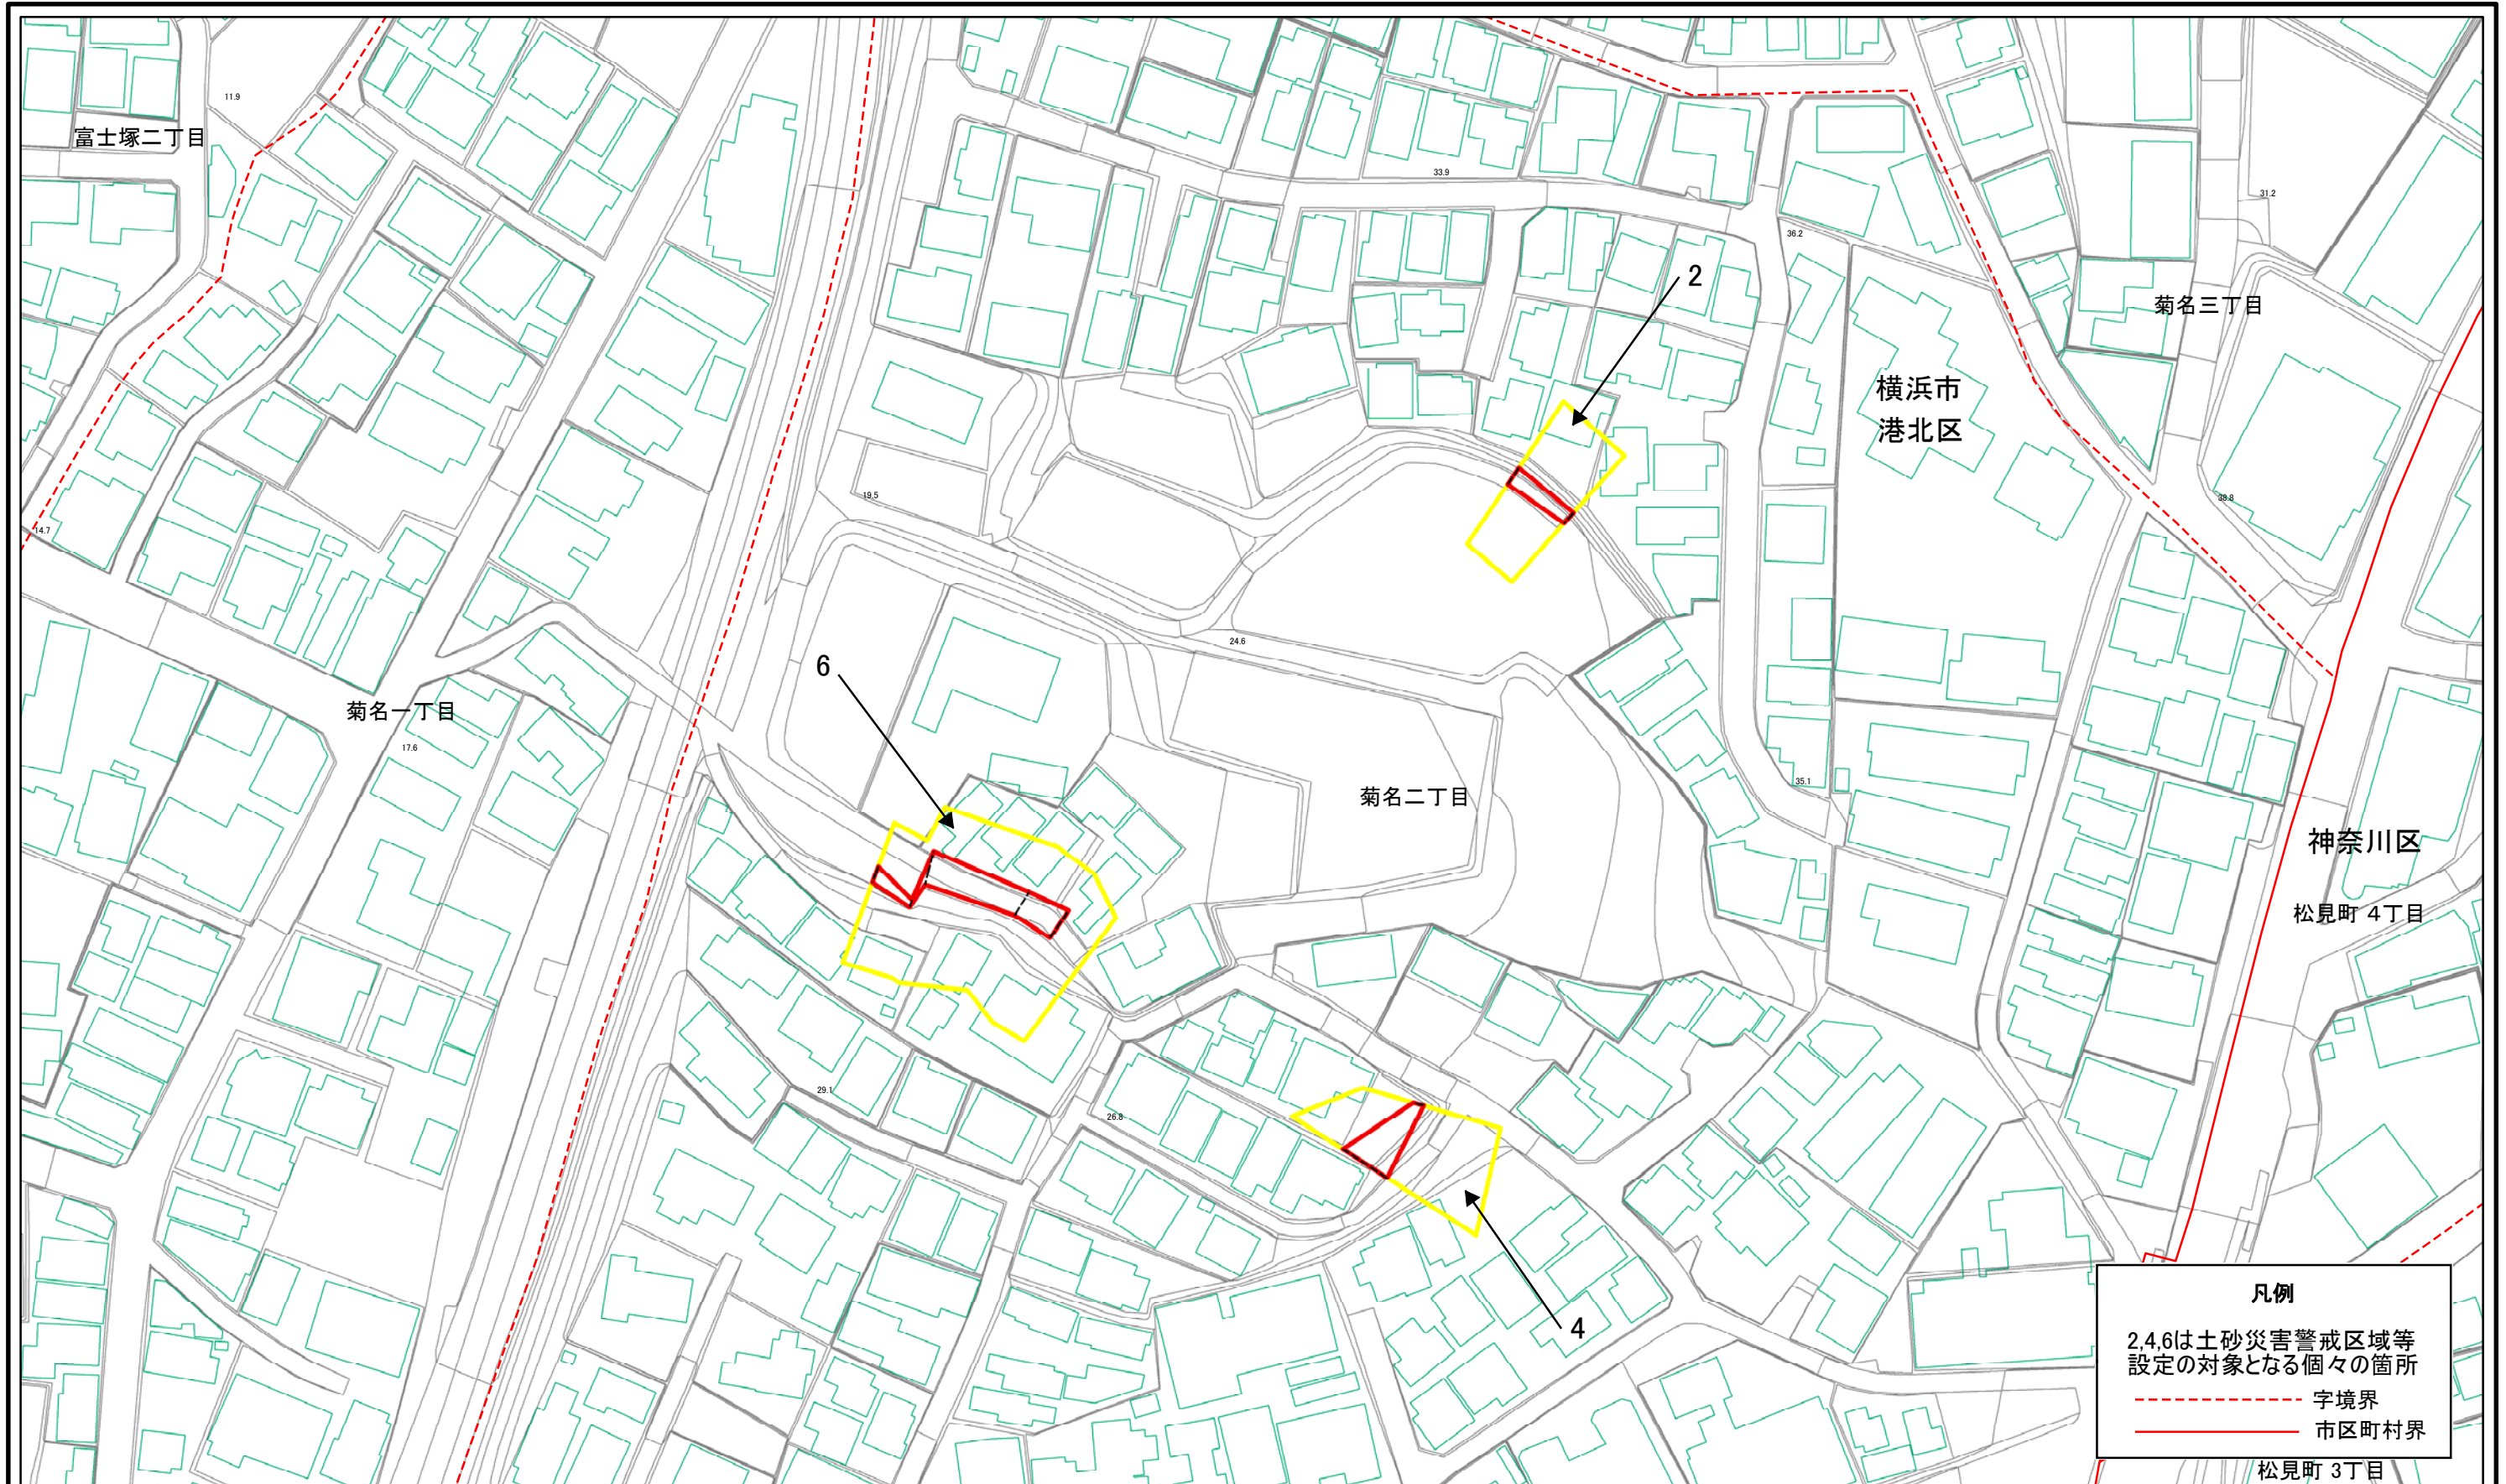 11.9
富士塚二丁目
33.9
31.2
36.2
2
菊名三丁目
横浜市
港北区
19.5
38.8
14.7
24.6
6
菊名一丁目
17.6
35.1
菊名二丁目
神奈川区
松見町 4丁目
29.1
26.8
4
凡例
2,4,6は土砂災害警戒区域等
設定の対象となる個々の箇所
字境界
市区町村界
松見町 3丁目